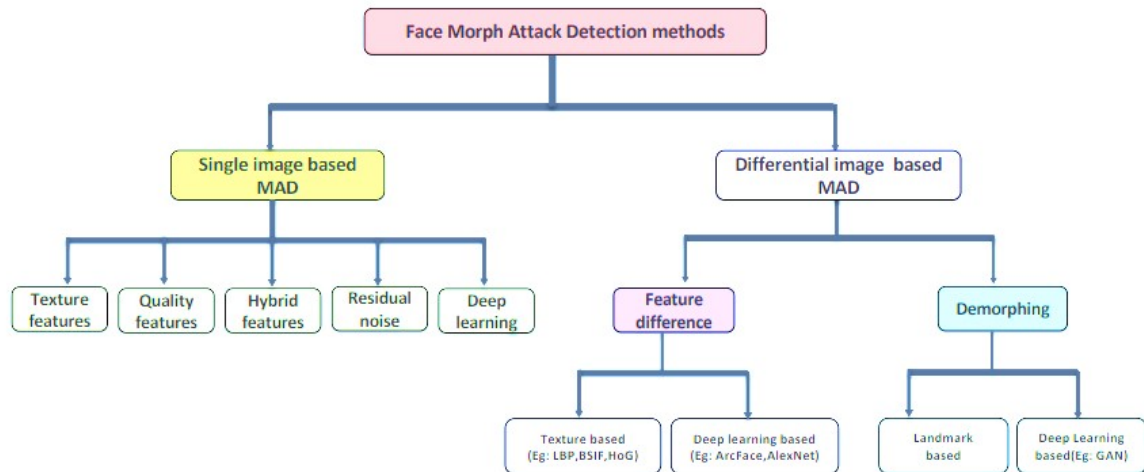 Face Morph Attack Detection methods
Single image based
MAD
Differential image based
MAD
Texture
features
Quality
features
Hybrid
features
Residual
noise
Deep
learning
Feature
difference
Demorphing
Texture based
(Eg: LBP,BSIF,HoG)
Deep learning based
(Eg: ArcFace,AlexNet)
Landmark
based
Deep Learning
based(Eg: GAN)